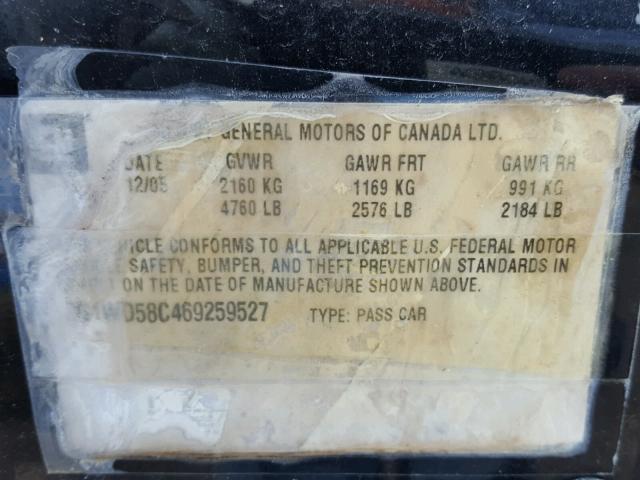 GENERAL MOTORS OF CANADA LTD.
DATE GVWR GAWR FRT GAWR RR
12/05 2160 KG 1169 KG 991 KG
4760 LB 2576 LB 2184 LB
CONFORMS TO ALL APPLICABLE U.S. FEDERAL MOTOR
SAFETY, BUMPER, AND THEFT PREVENTION STANDARDS IN
ON THE DATE OF MANUFACTURE SHOWN ABOVE.
G1WD58C469259527 TYPE: PASS CAR